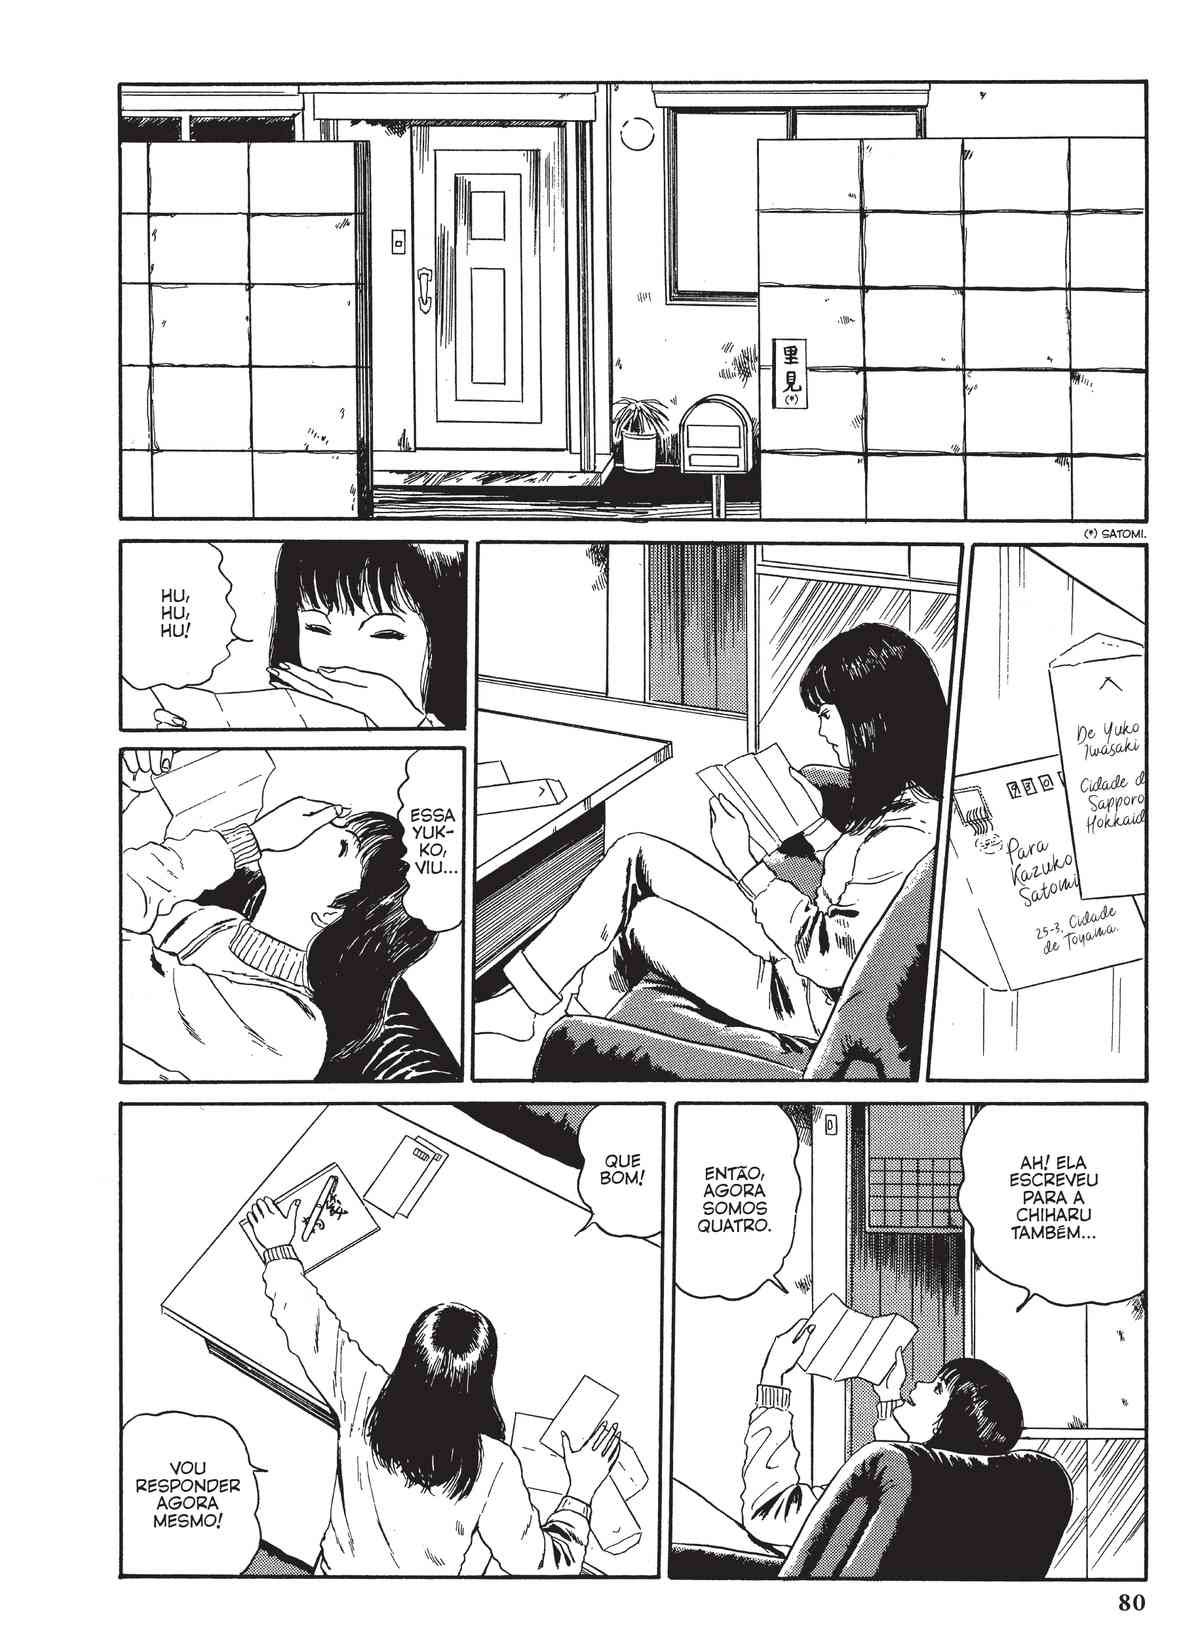 里
見
(*)
(*) SATOMI.
De Yuko
Iwasaki
Cidade d
Sapporo
Hokkaid
930
Para
Kazuko
Satomi
25-3, Cidade
de Toyama.
HU,
HU,
HU!
ESSA
YUK-
KO,
VIU...
AH! ELA
ESCREVEU
PARA A
CHIHARU
TAMBÉM...
ENTÃO,
AGORA
SOMOS
QUATRO.
QUE
BOM!
VOU
RESPONDER
AGORA
MESMO!
80